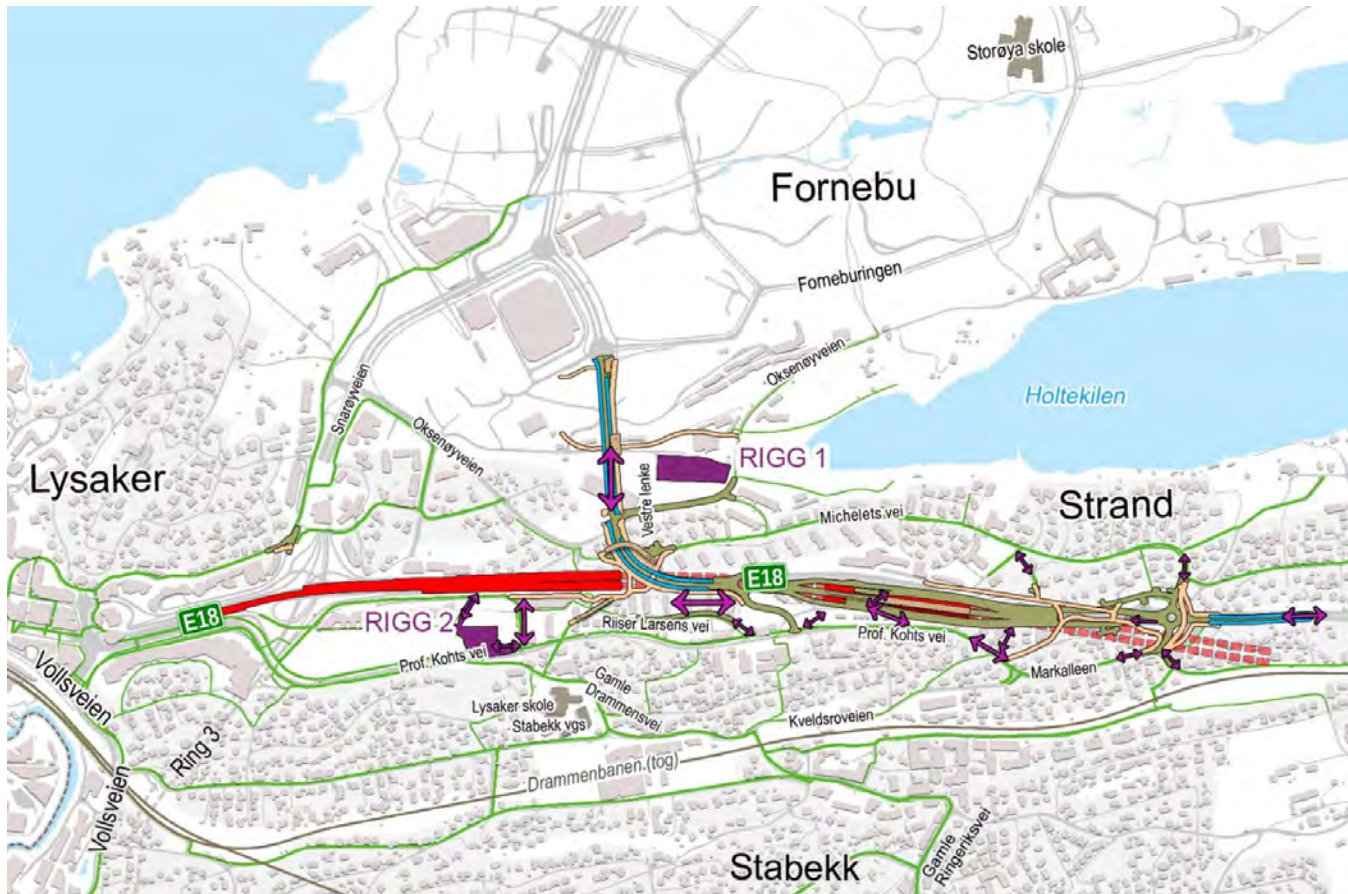 Storøya skole
Fornebu
Forneburingen
Snarøyveien
Oksenøyveien
Oksenøyveien
Holtekilen
Lysaker
RIGG 1
Vestre lenke
Strand
Michelets vei
E18
E18
RIGG 2
Riiser Larsens vei
Prof. Kohts vei
Prof. Kohts vei
Markalleen
Vollsveien
Gamle
Drammensvei
Lysaker skole
Stabekk vgs
Kveldsroveien
Ring 3
Drammenbanen.(tog)
Vollsveien
Stabekk
Gamle
Ringeriksvei